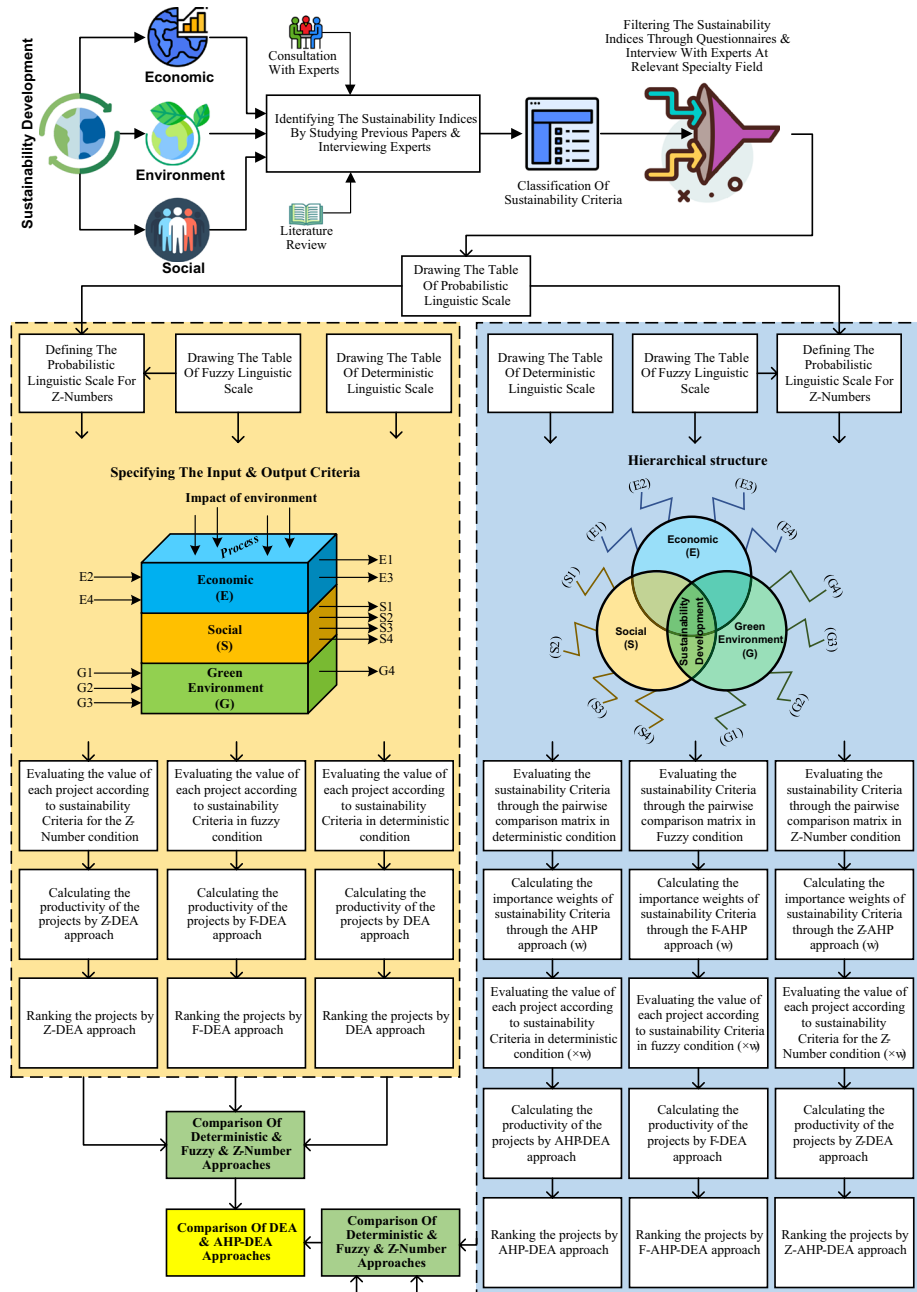 Sustainability Development
Economic
Environment
Social
Consultation
With Experts
Identifying The Sustainability Indices
By Studying Previous Papers &
Interviewing Experts
Literature
Review
Classification Of
Sustainability Criteria
Filtering The Sustainability
Indices Through Questionnaires &
Interview With Experts At
Relevant Specialty Field
Drawing The Table
Of Probabilistic
Linguistic Scale
Defining The
Probabilistic
Linguistic Scale For
Z-Numbers
Drawing The Table
Of Fuzzy Linguistic
Scale
Drawing The Table
Of Deterministic
Linguistic Scale
Specifying The Input & Output Criteria
Impact of environment
Process
Economic
(E)
Social
(S)
Green
Environment
(G)
E2
E4
G1
G2
G3
E1
E3
S1
S2
S3
S4
G4
Evaluating the value of
each project according
to sustainability
Criteria for the Z-
Number condition
Evaluating the value of
each project according
to sustainability
Criteria in fuzzy
condition
Evaluating the value of
each project according
to sustainability
Criteria in deterministic
condition
Calculating the
productivity of the
projects by Z-DEA
approach
Calculating the
productivity of the
projects by F-DEA
approach
Calculating the
productivity of the
projects by DEA
approach
Ranking the projects by
Z-DEA approach
Ranking the projects by
F-DEA approach
Ranking the projects by
DEA approach
Comparison Of
Deterministic &
Fuzzy & Z-Number
Approaches
Comparison Of DEA
& AHP-DEA
Approaches
Comparison Of
Deterministic &
Fuzzy & Z-Number
Approaches
Drawing The Table
Of Deterministic
Linguistic Scale
Drawing The Table
Of Fuzzy Linguistic
Scale
Defining The
Probabilistic
Linguistic Scale For
Z-Numbers
Hierarchical structure
(E1)
(E2)
(E3)
(E4)
(S1)
(S2)
(S3)
(S4)
(G1)
(G2)
(G3)
(G4)
Economic
(E)
Social
(S)
Sustainability
Development
Green
Environment
(G)
Evaluating the
sustainability Criteria
through the pairwise
comparison matrix in
deterministic condition
Evaluating the
sustainability Criteria
through the pairwise
comparison matrix in
Fuzzy condition
Evaluating the
sustainability Criteria
through the pairwise
comparison matrix in
Z-Number condition
Calculating the
importance weights of
sustainability Criteria
through the AHP
approach (w)
Calculating the
importance weights of
sustainability Criteria
through the F-AHP
approach (w)
Calculating the
importance weights of
sustainability Criteria
through the Z-AHP
approach (w)
Evaluating the value of
each project according
to sustainability
Criteria in deterministic
condition (×w)
Evaluating the value of
each project according
to sustainability Criteria
in fuzzy condition (×w)
Evaluating the value of
each project according
to sustainability
Criteria for the Z-
Number condition (×w)
Calculating the
productivity of the
projects by AHP-DEA
approach
Calculating the
productivity of the
projects by F-DEA
approach
Calculating the
productivity of the
projects by Z-DEA
approach
Ranking the projects by
AHP-DEA approach
Ranking the projects by
F-AHP-DEA approach
Ranking the projects by
Z-AHP-DEA approach